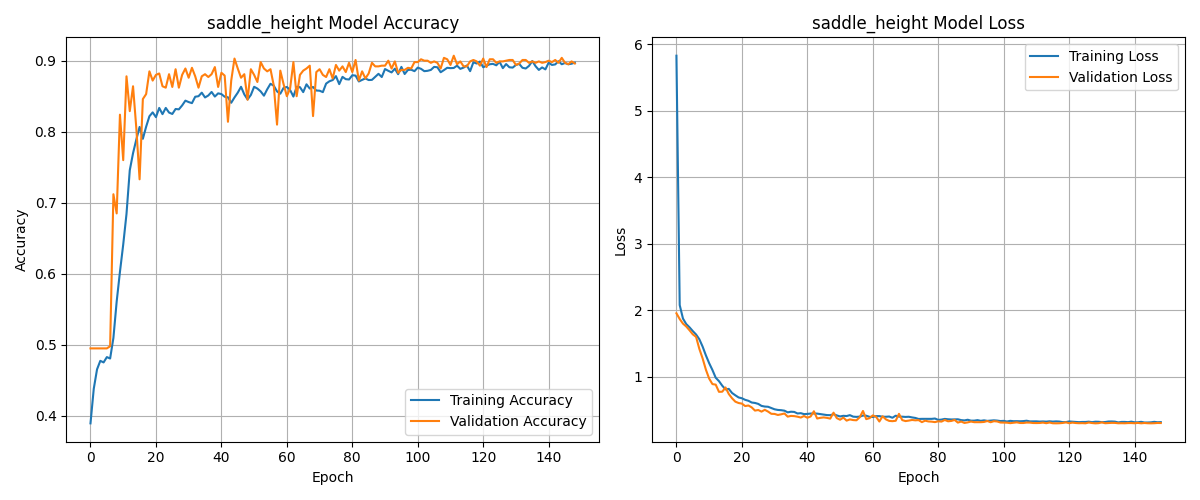 saddle_height Model Accuracy
Accuracy
0.9
0.8
0.7
0.6
0.5
0.4
0 20 40 60 80 100 120 140
Epoch
Training Accuracy
Validation Accuracy
saddle_height Model Loss
Loss
6
5
4
3
2
1
0 20 40 60 80 100 120 140
Epoch
Training Loss
Validation Loss